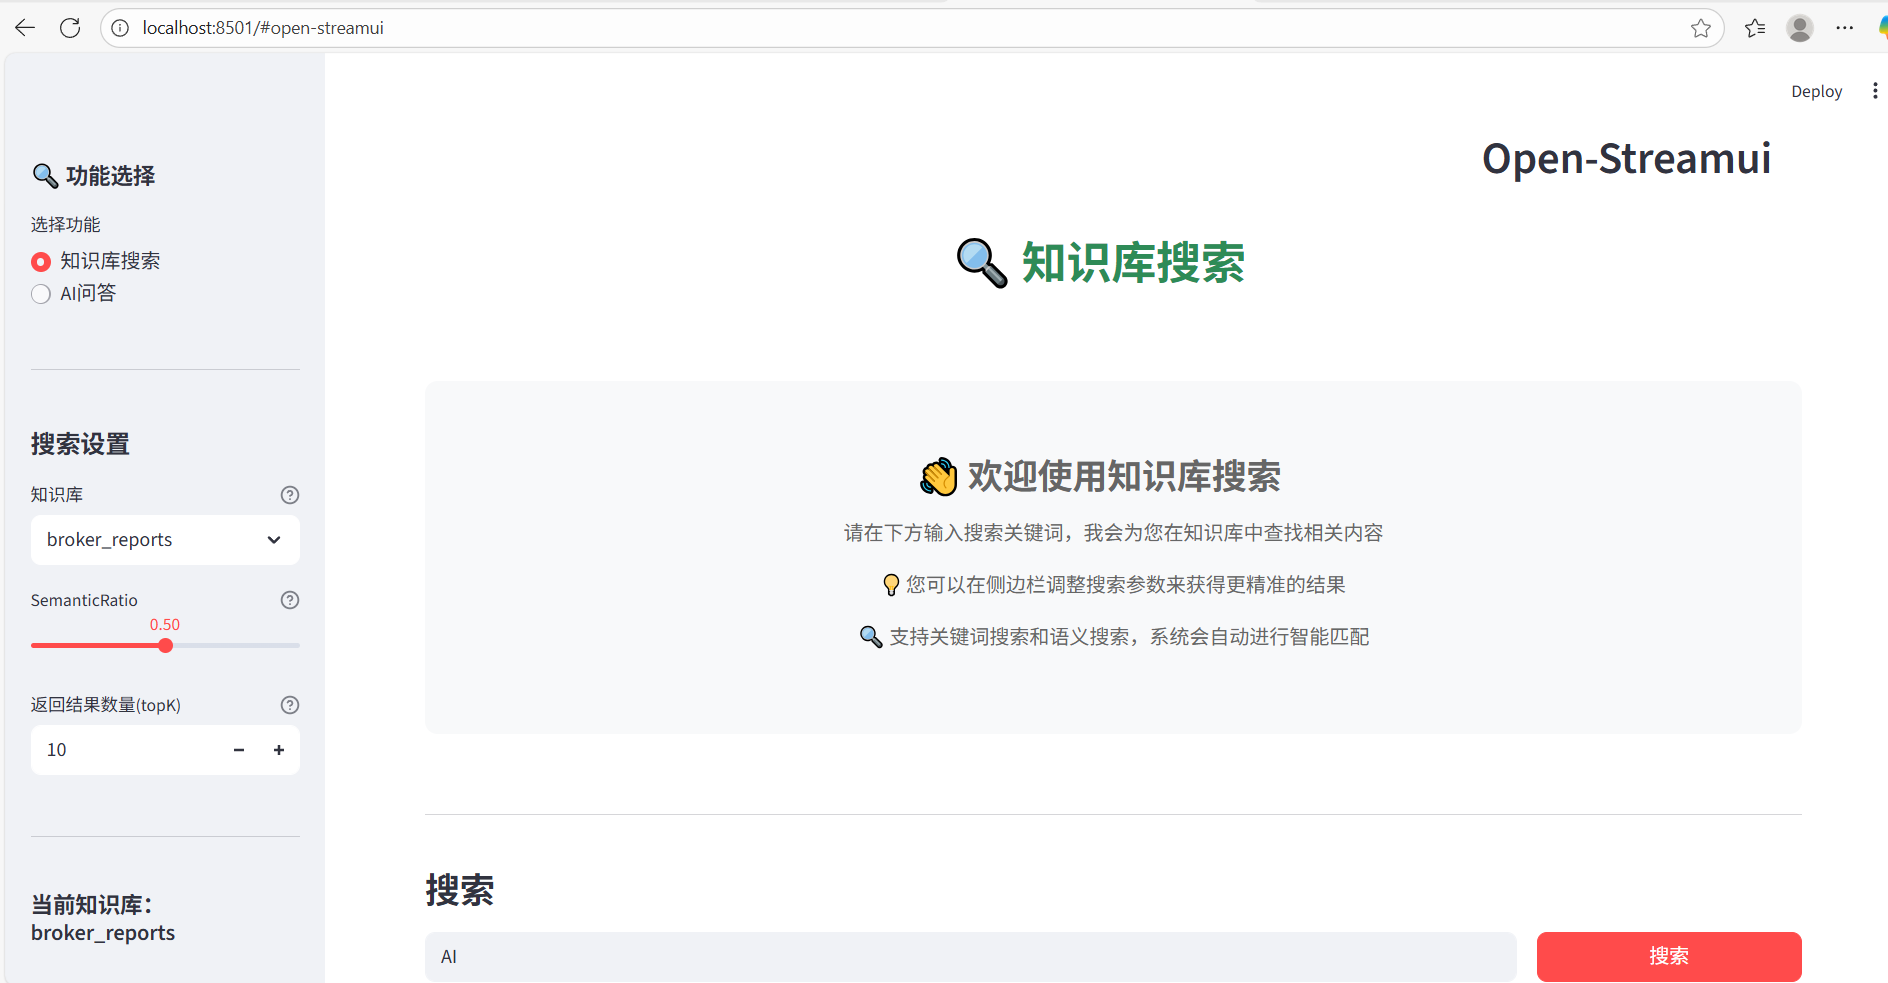 localhost:8501/#open-streamui
Deploy
Open-Streamui
🔍 功能选择
选择功能
知识库搜索
AI问答
搜索设置
知识库
broker_reports
SemanticRatio
0.50
返回结果数量(topK)
10
当前知识库：
broker_reports
🔍 知识库搜索
👋 欢迎使用知识库搜索
请在下方输入搜索关键词，我会为您在知识库中查找相关内容
💡 您可以在侧边栏调整搜索参数来获得更精准的结果
🔍 支持关键词搜索和语义搜索，系统会自动进行智能匹配
搜索
AI
搜索